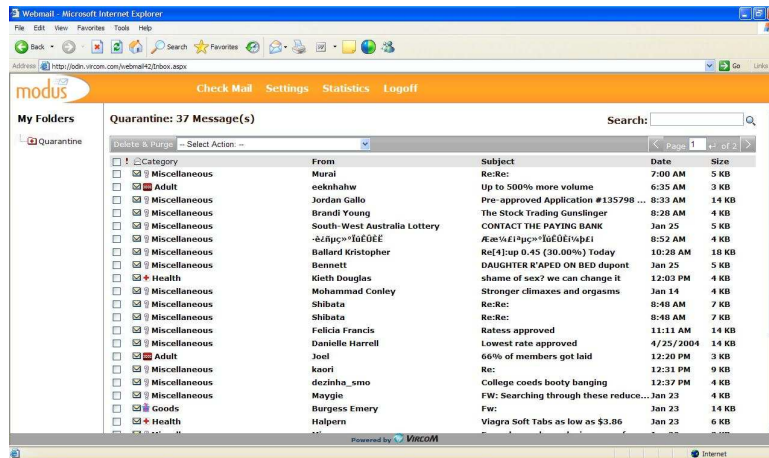 Webmail - Microsoft Internet Explorer
File Edit View Favorites Tools Help
Back Search Favorites
Address http://odin.vircom.com/webmail42/Inbox.aspx Go Links
modus Check Mail Settings Statistics Logoff
My Folders Quarantine: 37 Message(s) Search:
Quarantine Delete & Purge -- Select Action: -- Page 1 of 2
! Category From Subject Date Size
Miscellaneous Murai Re:Re: 7:00 AM 5 KB
Adult eeknhahw Up to 500% more volume 6:35 AM 3 KB
Miscellaneous Jordan Gallo Pre-approved Application #135798 ... 8:33 AM 14 KB
Miscellaneous Brandi Young The Stock Trading Gunslinger 8:28 AM 4 KB
Miscellaneous South-West Australia Lottery CONTACT THE PAYING BANK Jan 25 5 KB
Miscellaneous 8:52 AM 4 KB
Miscellaneous Ballard Kristopher Re[4]:up 0.45 (30.00%) Today 10:28 AM 18 KB
Miscellaneous Bennett DAUGHTER R'APED ON BED dupont Jan 25 5 KB
Health Kieth Douglas shame of sex? we can change it 12:03 PM 4 KB
Miscellaneous Mohammad Conley Stronger climaxes and orgasms Jan 14 4 KB
Miscellaneous Shibata Re:Re: 8:48 AM 7 KB
Miscellaneous Shibata Re:Re: 8:48 AM 7 KB
Miscellaneous Felicia Francis Ratess approved 11:11 AM 14 KB
Miscellaneous Danielle Harrell Lowest rate approved 4/25/2004 14 KB
Adult Joel 66% of members got laid 12:20 PM 3 KB
Miscellaneous kaori Re: 12:31 PM 9 KB
Miscellaneous dezinha_smo College coeds booty banging 12:37 PM 4 KB
Miscellaneous Maygie FW: Searching through these reduce... Jan 23 4 KB
Goods Burgess Emery Fw: Jan 23 14 KB
Health Halpern Viagra Soft Tabs as low as $3.86 Jan 23 6 KB
Powered by VIRCOM
Internet